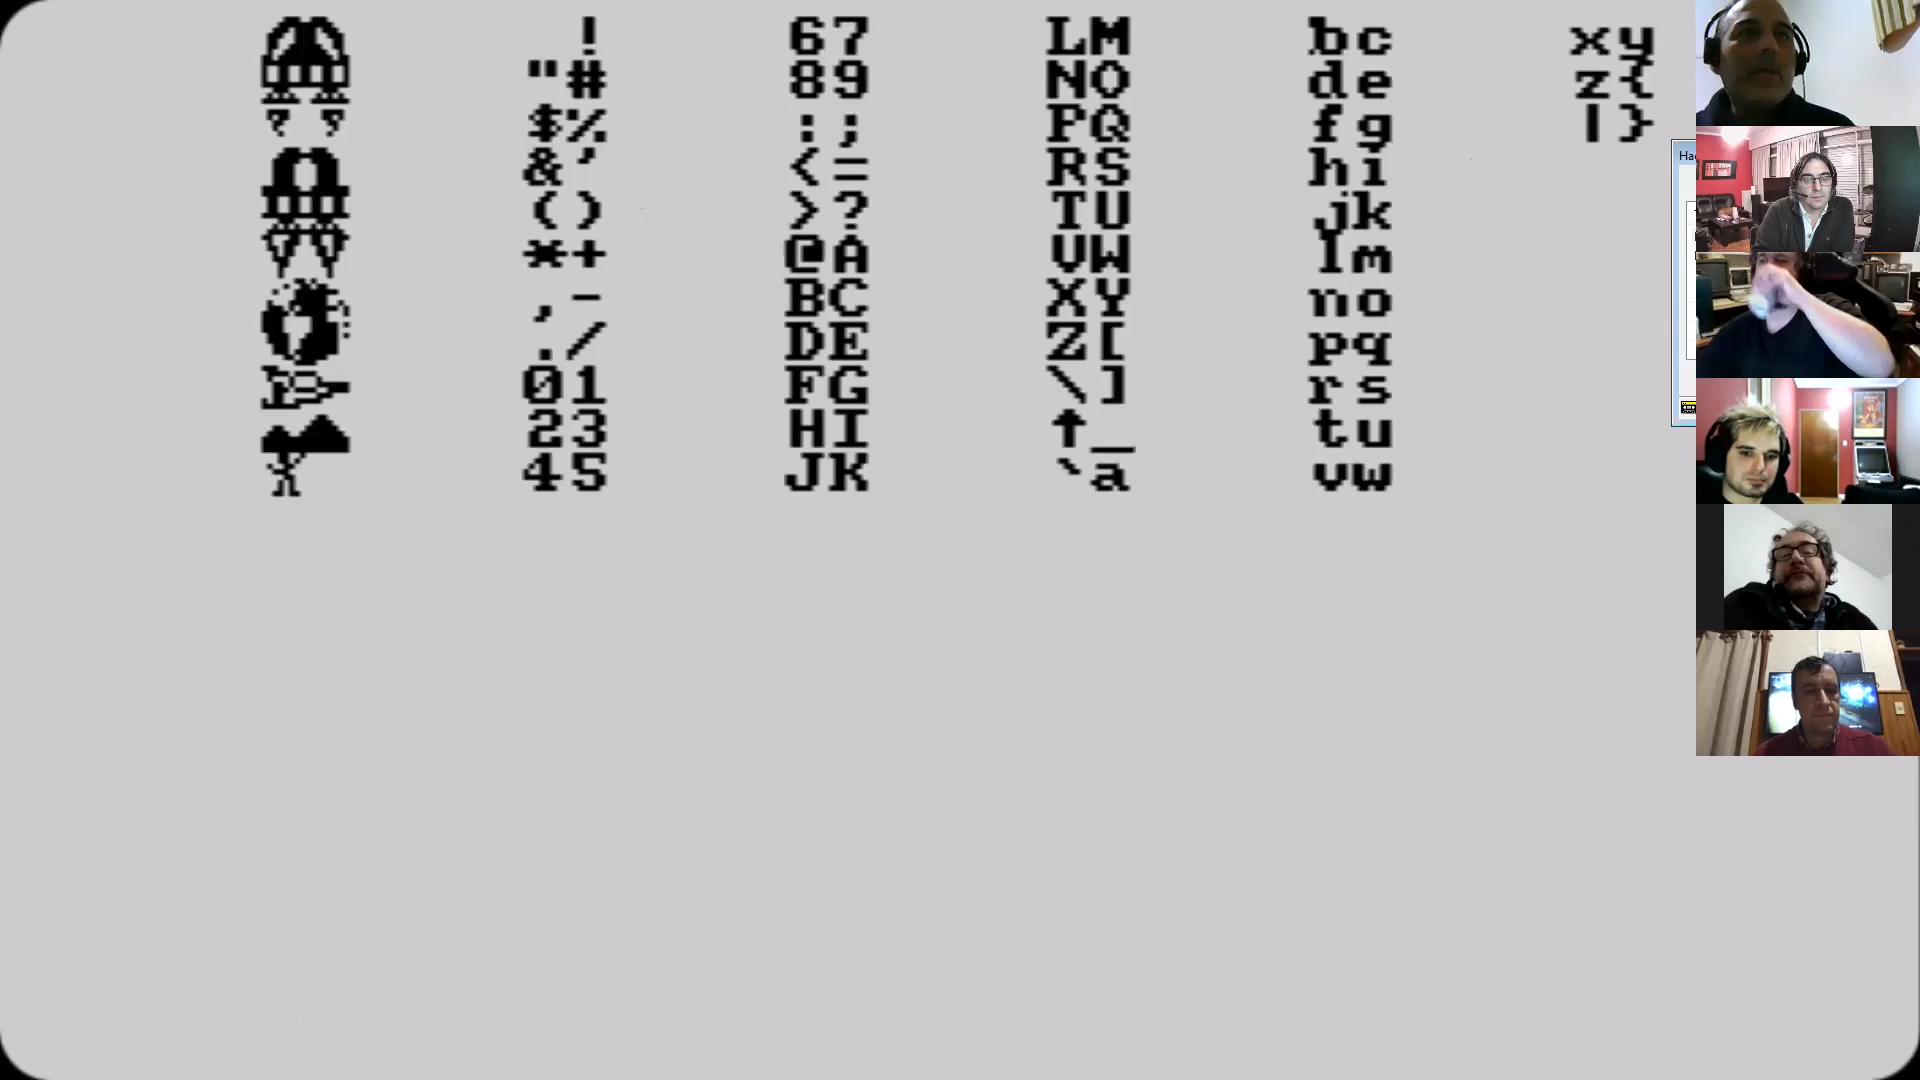 ! 67 LM bc xy
"# 89 NO de z{
$% :; PQ fg |}
&' <= RS hi
() >? TU jk
*+ @A VW lm
,- BC XY no
./ DE Z[ pq
01 FG \] rs
23 HI ↑_ tu
45 JK `a vw
Ha